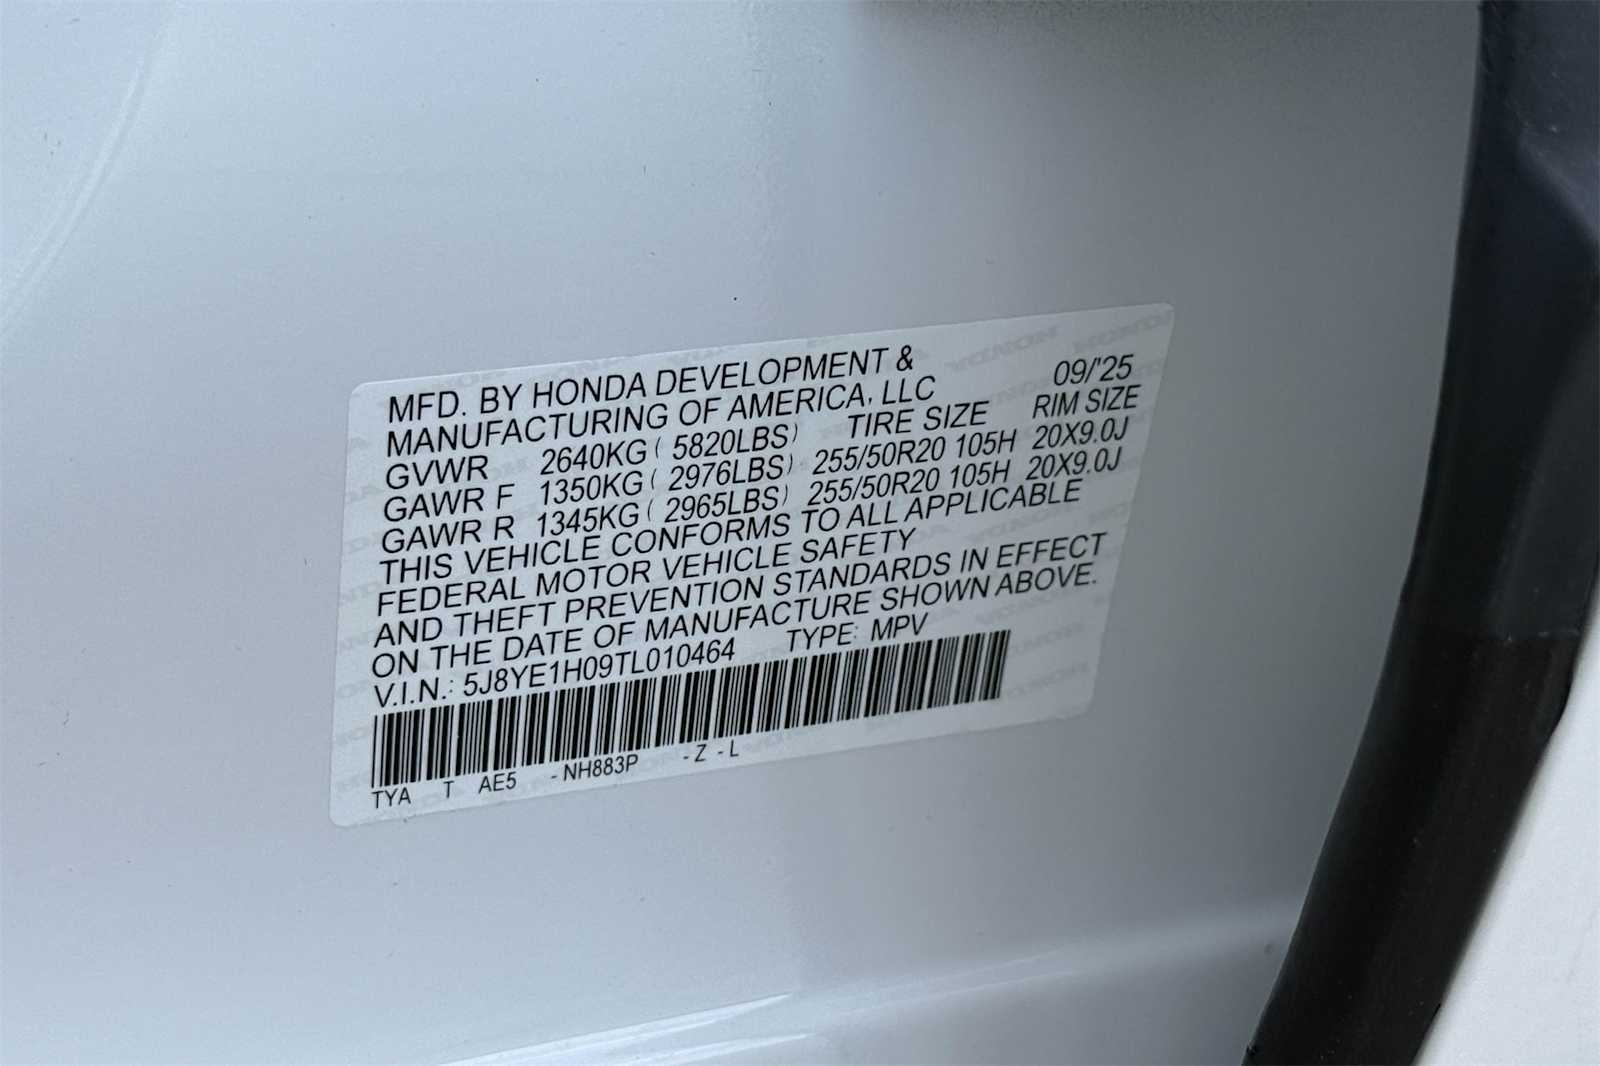 MFD. BY HONDA DEVELOPMENT & 09/'25
MANUFACTURING OF AMERICA, LLC
GVWR 2640KG ( 5820LBS) TIRE SIZE RIM SIZE
GAWR F 1350KG ( 2976LBS) 255/50R20 105H 20X9.0J
GAWR R 1345KG ( 2965LBS) 255/50R20 105H 20X9.0J
THIS VEHICLE CONFORMS TO ALL APPLICABLE
FEDERAL MOTOR VEHICLE SAFETY
AND THEFT PREVENTION STANDARDS IN EFFECT
ON THE DATE OF MANUFACTURE SHOWN ABOVE.
V.I.N.: 5J8YE1H09TL010464 TYPE: MPV
TYA T AE5 - NH883P - Z - L